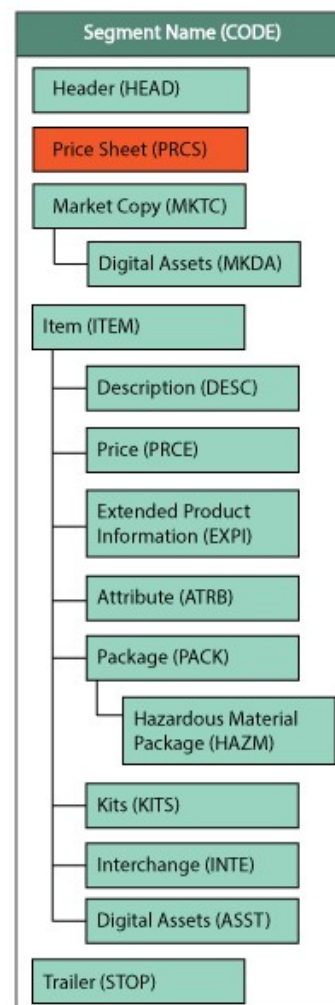 Segment Name (CODE)
Header (HEAD)
Price Sheet (PRCS)
Market Copy (MKTC)
Digital Assets (MKDA)
Item (ITEM)
Description (DESC)
Price (PRCE)
Extended Product
Information (EXPI)
Attribute (ATRB)
Package (PACK)
Hazardous Material
Package (HAZM)
Kits (KITS)
Interchange (INTE)
Digital Assets (ASST)
Trailer (STOP)